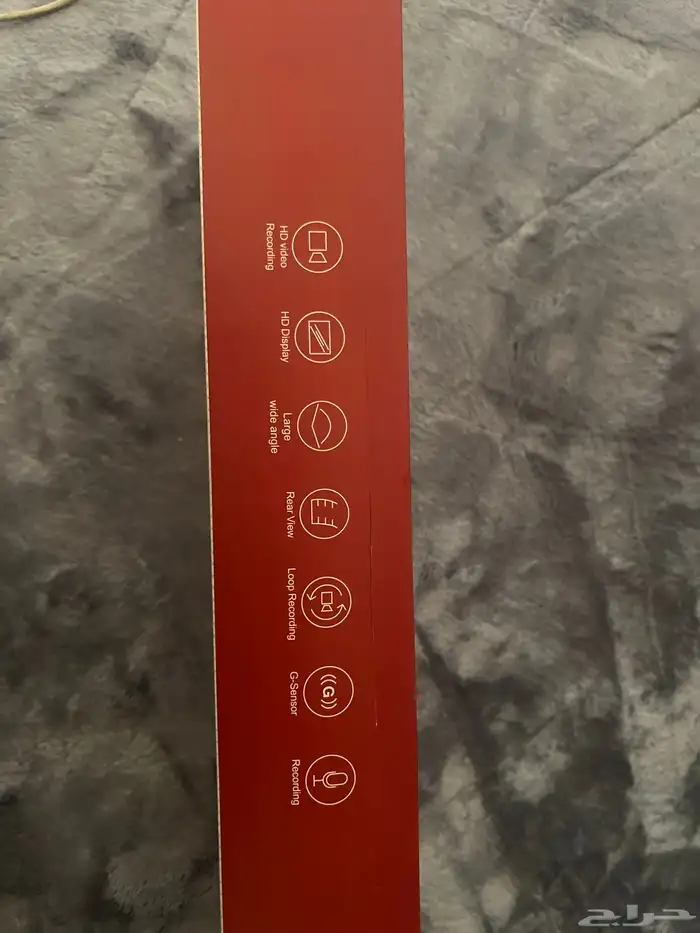 HD video
Recording
HD Display
Large
wide angle
Rear View
Loop Recording
G
G-Sensor
Recording
حراج